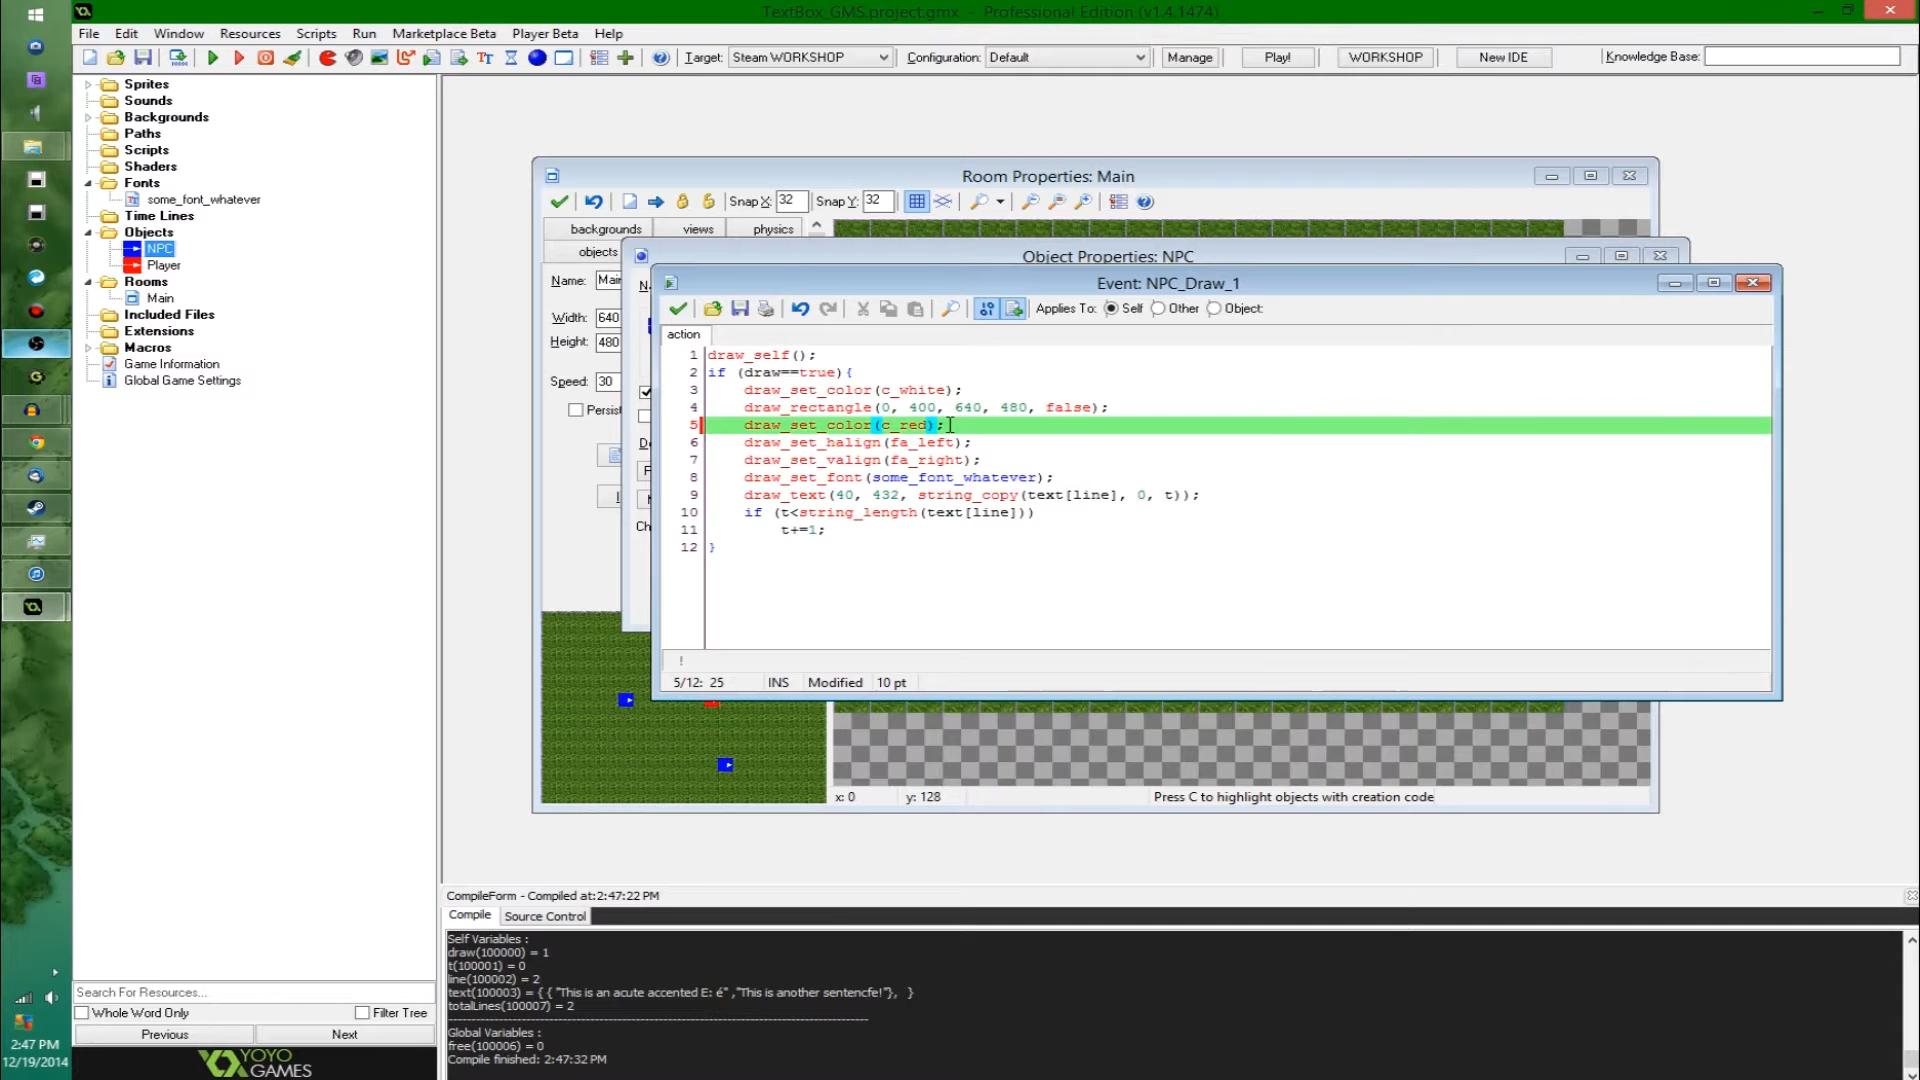 TextBox_GMS.project.gmx - Professional Edition (v1.4.1474)
File Edit Window Resources Scripts Run Marketplace Beta Player Beta Help
Target: Steam WORKSHOP Configuration: Default Manage Play! WORKSHOP New IDE Knowledge Base:
Sprites
Sounds
Backgrounds
Paths
Scripts
Shaders
Fonts
some_font_whatever
Time Lines
Objects
NPC
Player
Rooms
Main
Included Files
Extensions
Macros
Game Information
Global Game Settings
Search For Resources...
Whole Word Only Filter Tree
Previous Next
YOYO
GAMES
2:47 PM
12/19/2014
Room Properties: Main
Snap X: 32 Snap Y: 32
backgrounds views physics
objects
Name: Mai
Width: 640
Height: 480
Speed: 30
Persist
Object Properties: NPC
Event: NPC_Draw_1
Applies To: Self Other Object:
action
1 draw_self();
2 if (draw==true){
3 draw_set_color(c_white);
4 draw_rectangle(0, 400, 640, 480, false);
5 draw_set_color(c_red);
6 draw_set_halign(fa_left);
7 draw_set_valign(fa_right);
8 draw_set_font(some_font_whatever);
9 draw_text(40, 432, string_copy(text[line], 0, t));
10 if (t<string_length(text[line]))
11 t+=1;
12 }
!
5/12: 25 INS Modified 10 pt
x: 0 y: 128 Press C to highlight objects with creation code
CompileForm - Compiled at:2:47:22 PM
Compile Source Control
Self Variables :
draw(100000) = 1
t(100001) = 0
line(100002) = 2
text(100003) = { { "This is an acute accented E: é" ,"This is another sentencfe!"}, }
totalLines(100007) = 2
Global Variables :
free(100006) = 0
Compile finished: 2:47:32 PM